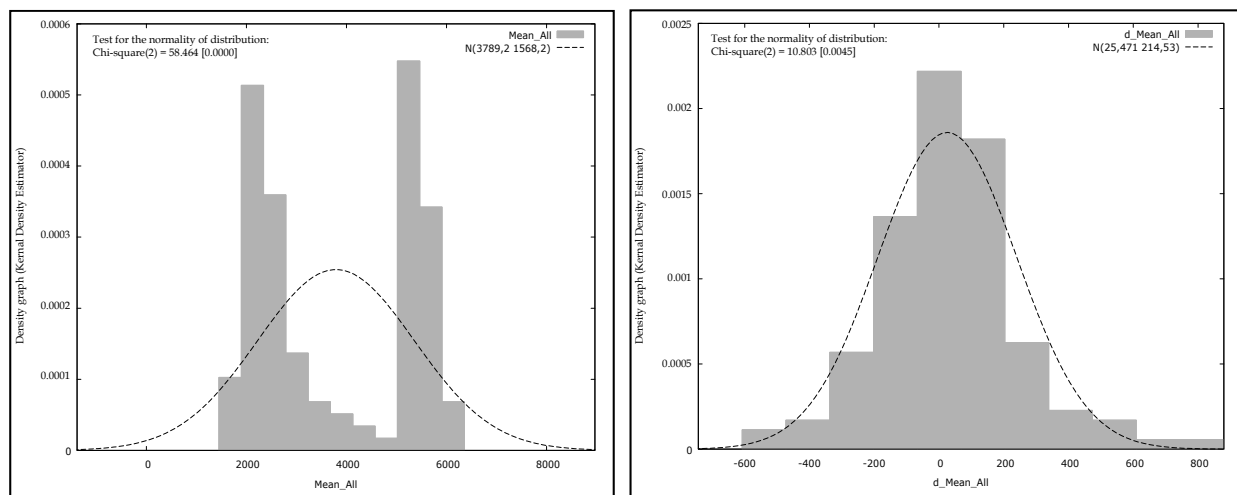 Test for the normality of distribution:
Chi-square(2) = 58.464 [0.0000]
Mean_All
N(3789,2 1568,2)
Density graph (Kernal Density Estimator)
0.0006
0.0005
0.0004
0.0003
0.0002
0.0001
0
0
2000
4000
6000
8000
Mean_All
Test for the normality of distribution:
Chi-square(2) = 10.803 [0.0045]
d_Mean_All
N(25,471 214,53)
Density graph (Kernal Density Estimator)
0.0025
0.002
0.0015
0.001
0.0005
0
-600
-400
-200
0
200
400
600
800
d_Mean_All